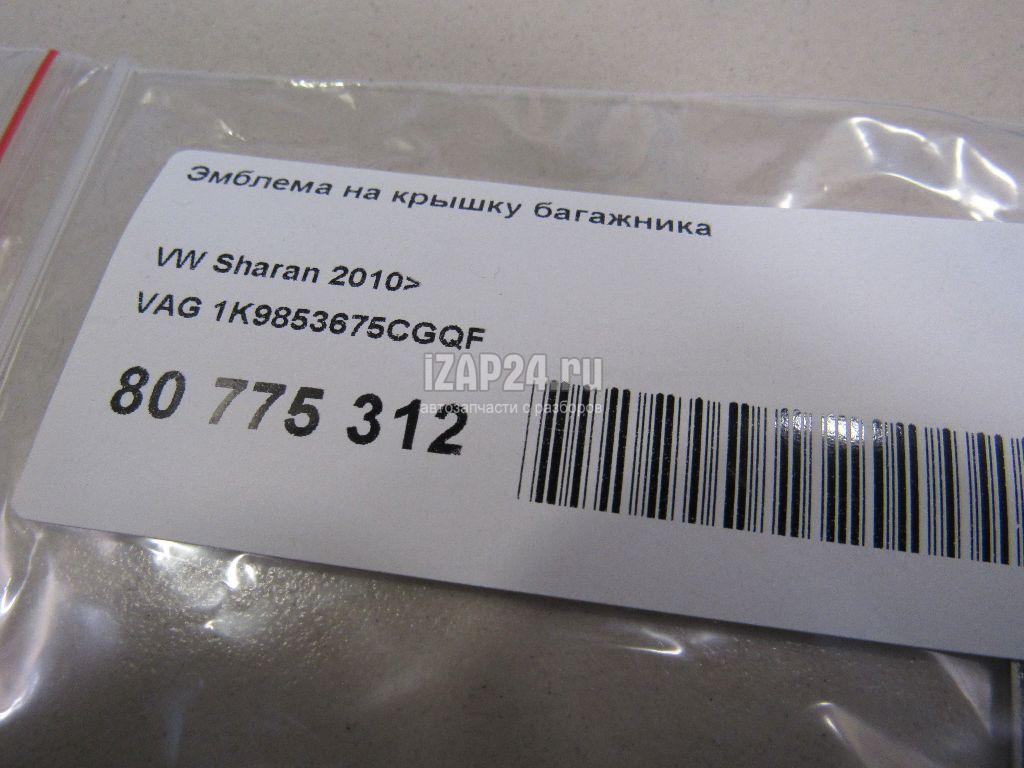 Эмблема на крышку багажника
VW Sharan 2010>
VAG 1K9853675CGQF
80 775 312
iZAP24.ru
автозапчасти с разборов